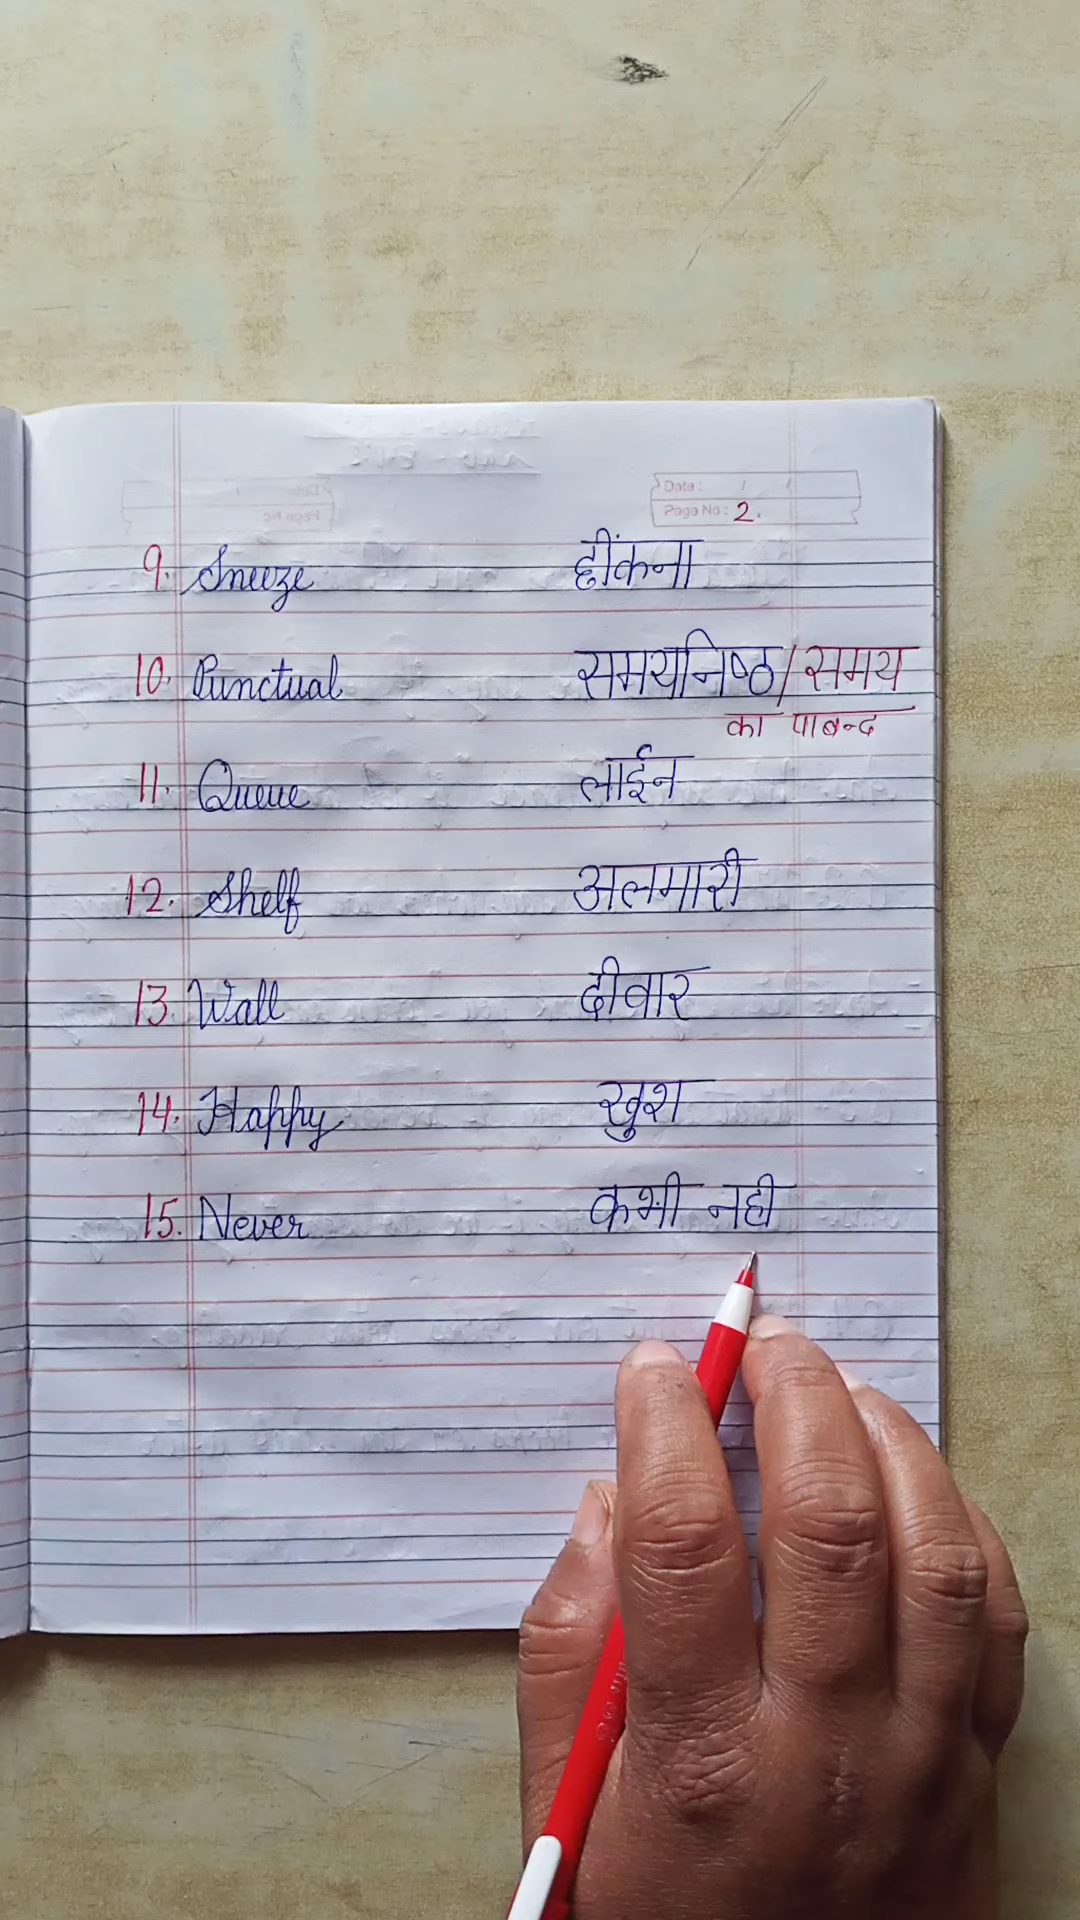 Date : / /
Page No : 2.
9. Sneeze छींकना
10. Punctual समयनिष्ठ/समय
का पाबन्द
11. Queue लाईन
12. Shelf अलमारी
13. Wall दीवार
14. Happy खुश
15. Never कभी नही